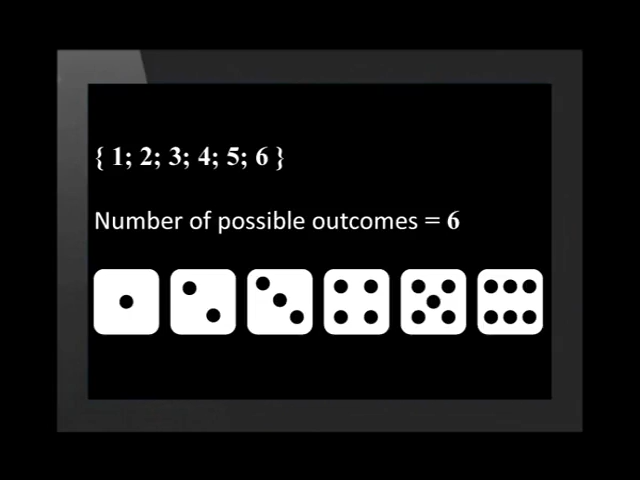 { 1; 2; 3; 4; 5; 6 }
Number of possible outcomes = 6